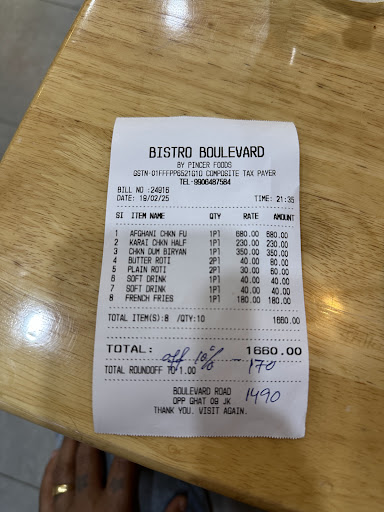 BISTRO BOULEVARD
BY PINCER FOODS
GSTN-01FFFPP6521G1O COMPOSITE TAX PAYER
TEL:9906487584
BILL NO :24916
DATE: 19/02/25 TIME: 21:35
SI ITEM NAME QTY RATE AMOUNT
1 AFGHANI CHKN FU 1P1 680.00 680.00
2 KARAI CHKN HALF 1P1 230.00 230.00
3 CHKN DUM BIRYAN 1P1 350.00 350.00
4 BUTTER ROTI 2P1 40.00 80.00
5 PLAIN ROTI 2P1 30.00 60.00
6 SOFT DRINK 1P1 40.00 40.00
7 SOFT DRINK 1P1 40.00 40.00
8 FRENCH FRIES 1P1 180.00 180.00
TOTAL ITEM(S):8 /QTY:10 1660.00
TOTAL: 1660.00
off 10% - 170
TOTAL ROUNDOFF TO 1.00
1490
BOULEVARD ROAD
OPP GHAT 09 JK
THANK YOU. VISIT AGAIN.